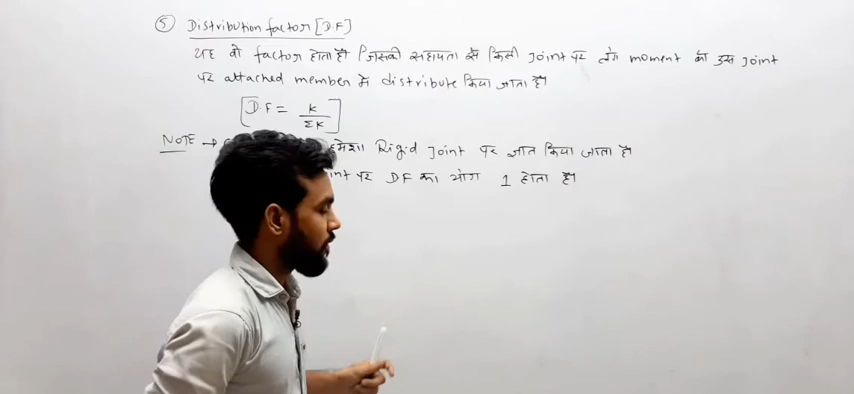 ⑤ Distribution factor [D.F]
यह वो factor होता है। जिसकी सहायता से किसी joint पर लगे moment को उस joint
पर attached member में distribute किया जाता है।
[D.F = K / ΣK]
NOTE → हमेशा Rigid joint पर ज्ञात किया जाता है
पर DF का योग 1 होता है।